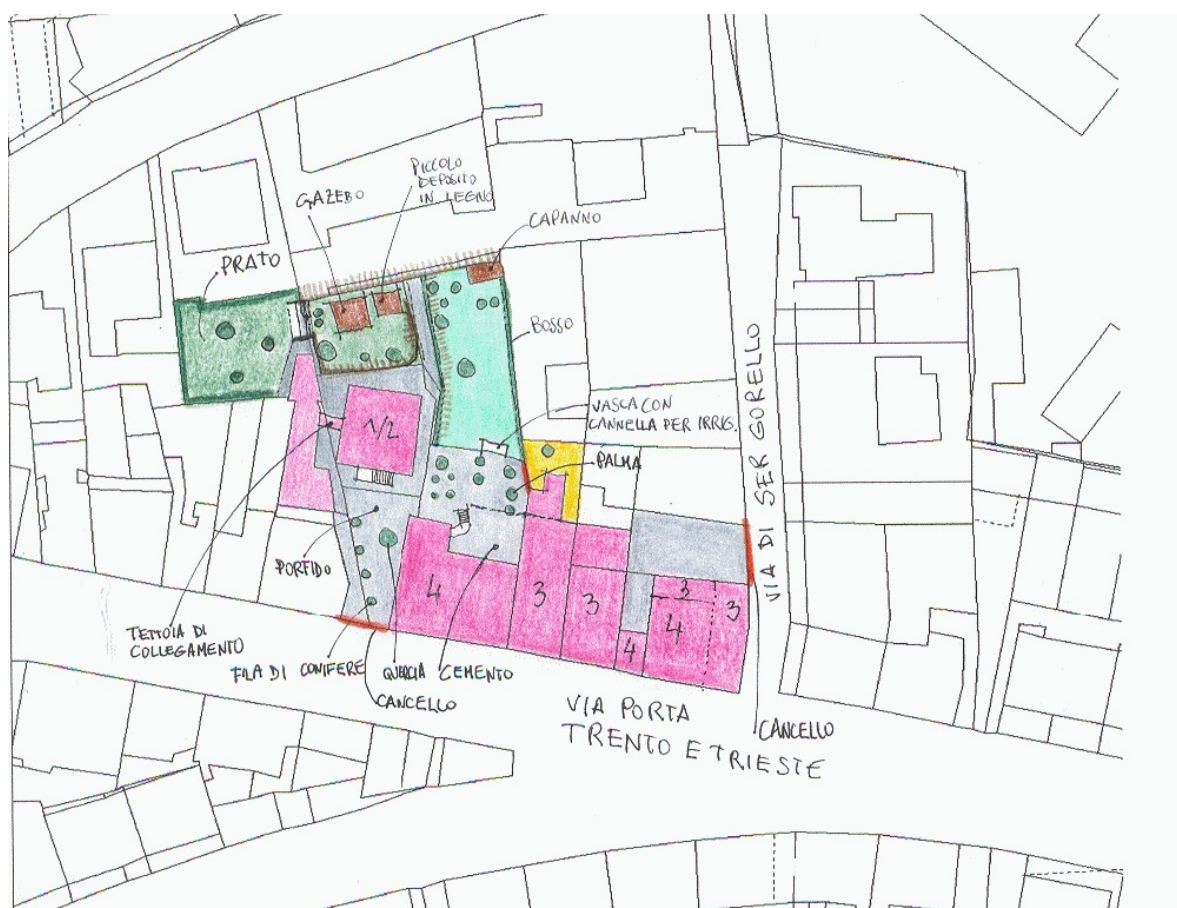 PICCOLO
DEPOSITO
IN LEGNO
GAZEBO
CAPANNO
PRATO
BOSSO
VASCA CON
CANNELLA PER IRRIG.
PALMA
1/2
PORFIDO
4
3
3
3
4
3
4
TETTOIA DI
COLLEGAMENTO
FILA DI CONIFERE
QUERCIA
CEMENTO
CANCELLO
VIA PORTA
TRENTO E TRIESTE
CANCELLO
VIA DI SER GORELLO